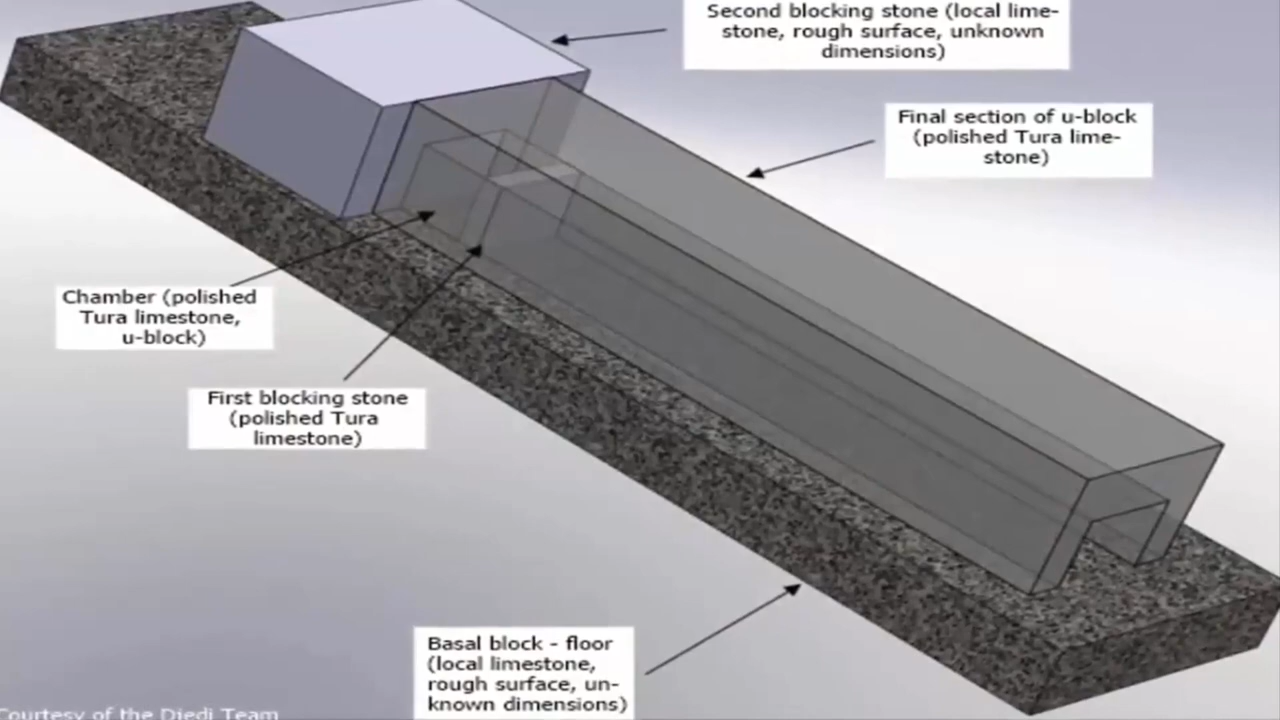 Second blocking stone (local lime-
stone, rough surface, unknown
dimensions)
Final section of u-block
(polished Tura lime-
stone)
Chamber (polished
Tura limestone,
u-block)
First blocking stone
(polished Tura
limestone)
Basal block - floor
(local limestone,
rough surface, un-
known dimensions)
Courtesy of the Djedi Team